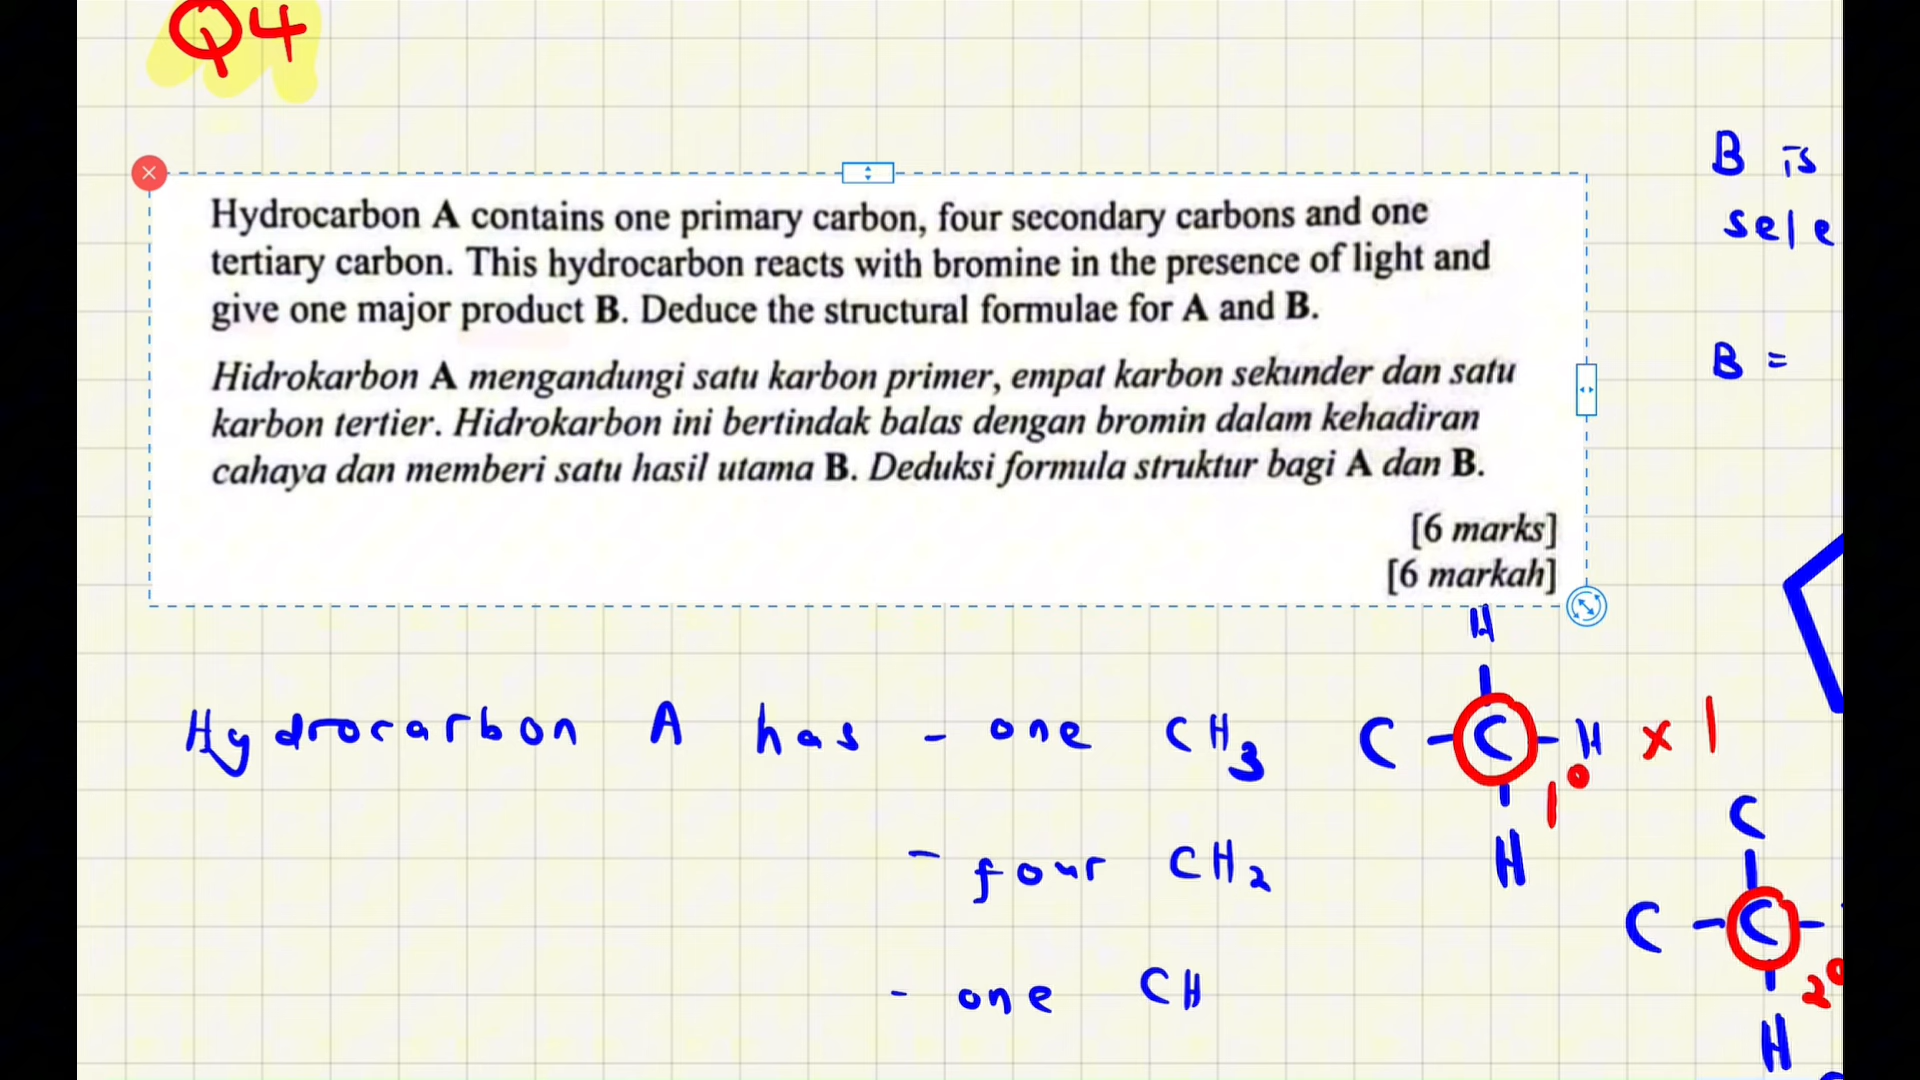 Q4
Hydrocarbon A contains one primary carbon, four secondary carbons and one
tertiary carbon. This hydrocarbon reacts with bromine in the presence of light and
give one major product B. Deduce the structural formulae for A and B.
Hidrokarbon A mengandungi satu karbon primer, empat karbon sekunder dan satu
karbon tertier. Hidrokarbon ini bertindak balas dengan bromin dalam kehadiran
cahaya dan memberi satu hasil utama B. Deduksi formula struktur bagi A dan B.
[6 marks]
[6 markah]
B is
sele
B =
H
Hydrocarbon A has - one CH3 C - C - H x 1
1°
H
- four CH2
C
C - C -
2°
H
- one CH